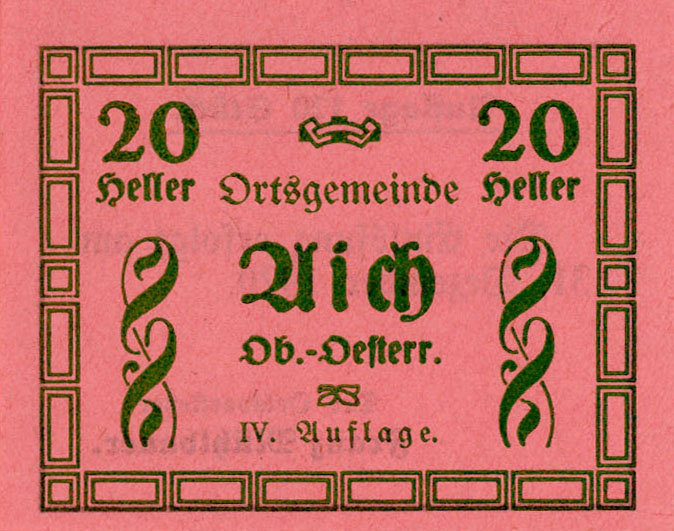 20 20
Heller Heller
Ortsgemeinde
Aich
Ob.-Oesterr.
IV. Auflage.